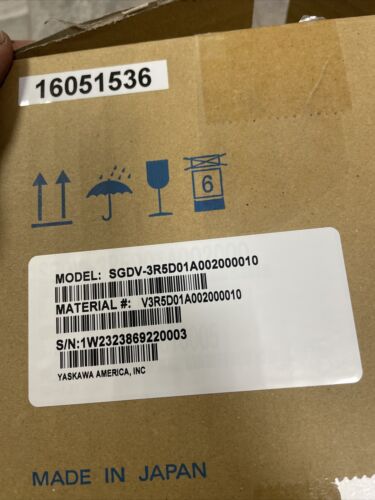 16051536
6
MODEL: SGDV-3R5D01A002000010
MATERIAL #: V3R5D01A002000010
S/N:1W2323869220003
YASKAWA AMERICA, INC
MADE IN JAPAN